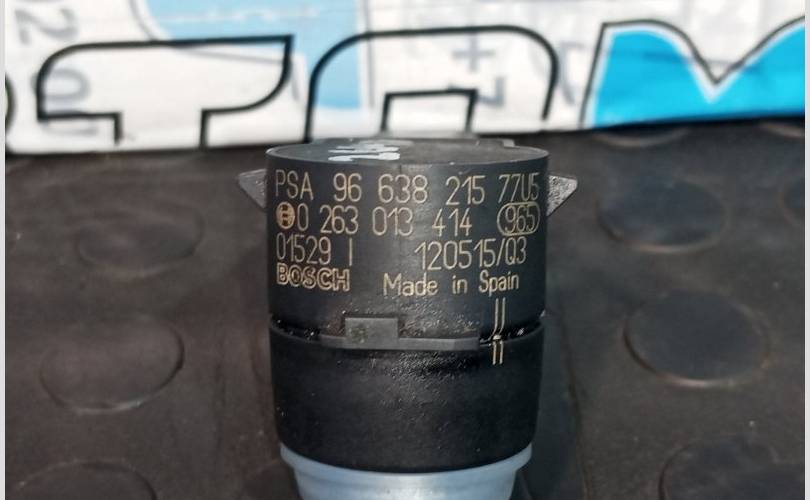 PSA 96 638 215 77U5
0 263 013 414 965
01529 I 120515/Q3
BOSCH Made in Spain